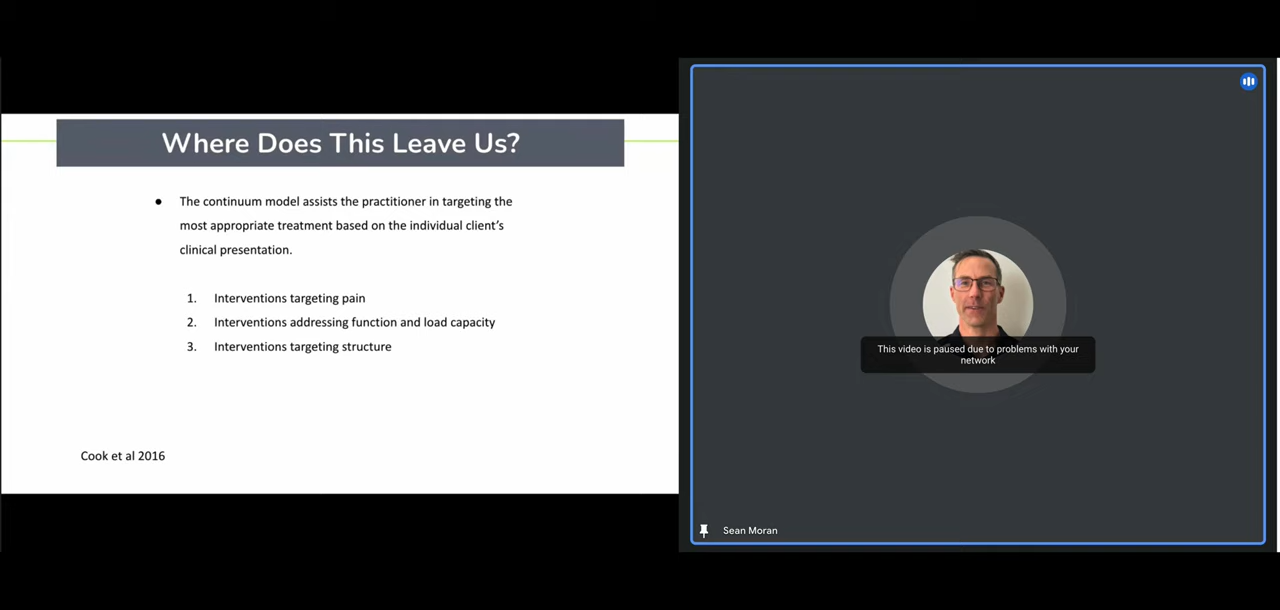 Where Does This Leave Us?
● The continuum model assists the practitioner in targeting the
most appropriate treatment based on the individual client's
clinical presentation.
1. Interventions targeting pain
2. Interventions addressing function and load capacity
3. Interventions targeting structure
Cook et al 2016
This video is paused due to problems with your
network
Sean Moran